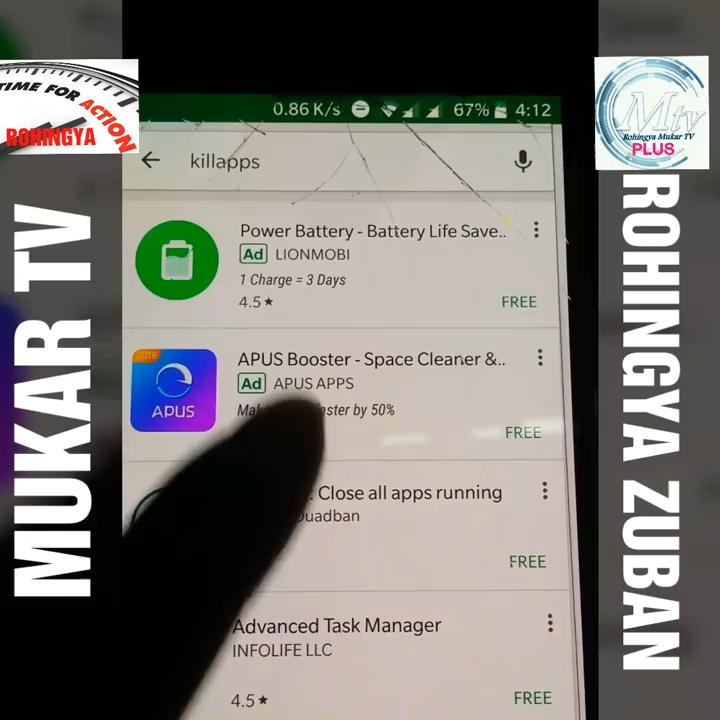 TIME FOR ACTION
ROHINGYA
Mtv
Rohingya Mukar TV
PLUS
MUKAR TV
ROHINGYA ZUBAN
0.86 K/s 67% 4:12
killapps
Power Battery - Battery Life Save..
Ad LIONMOBI
1 Charge = 3 Days
4.5★ FREE
2018
APUS
APUS Booster - Space Cleaner &..
Ad APUS APPS
aster by 50%
FREE
: Close all apps running
Quadban
FREE
Advanced Task Manager
INFOLIFE LLC
4.5★ FREE